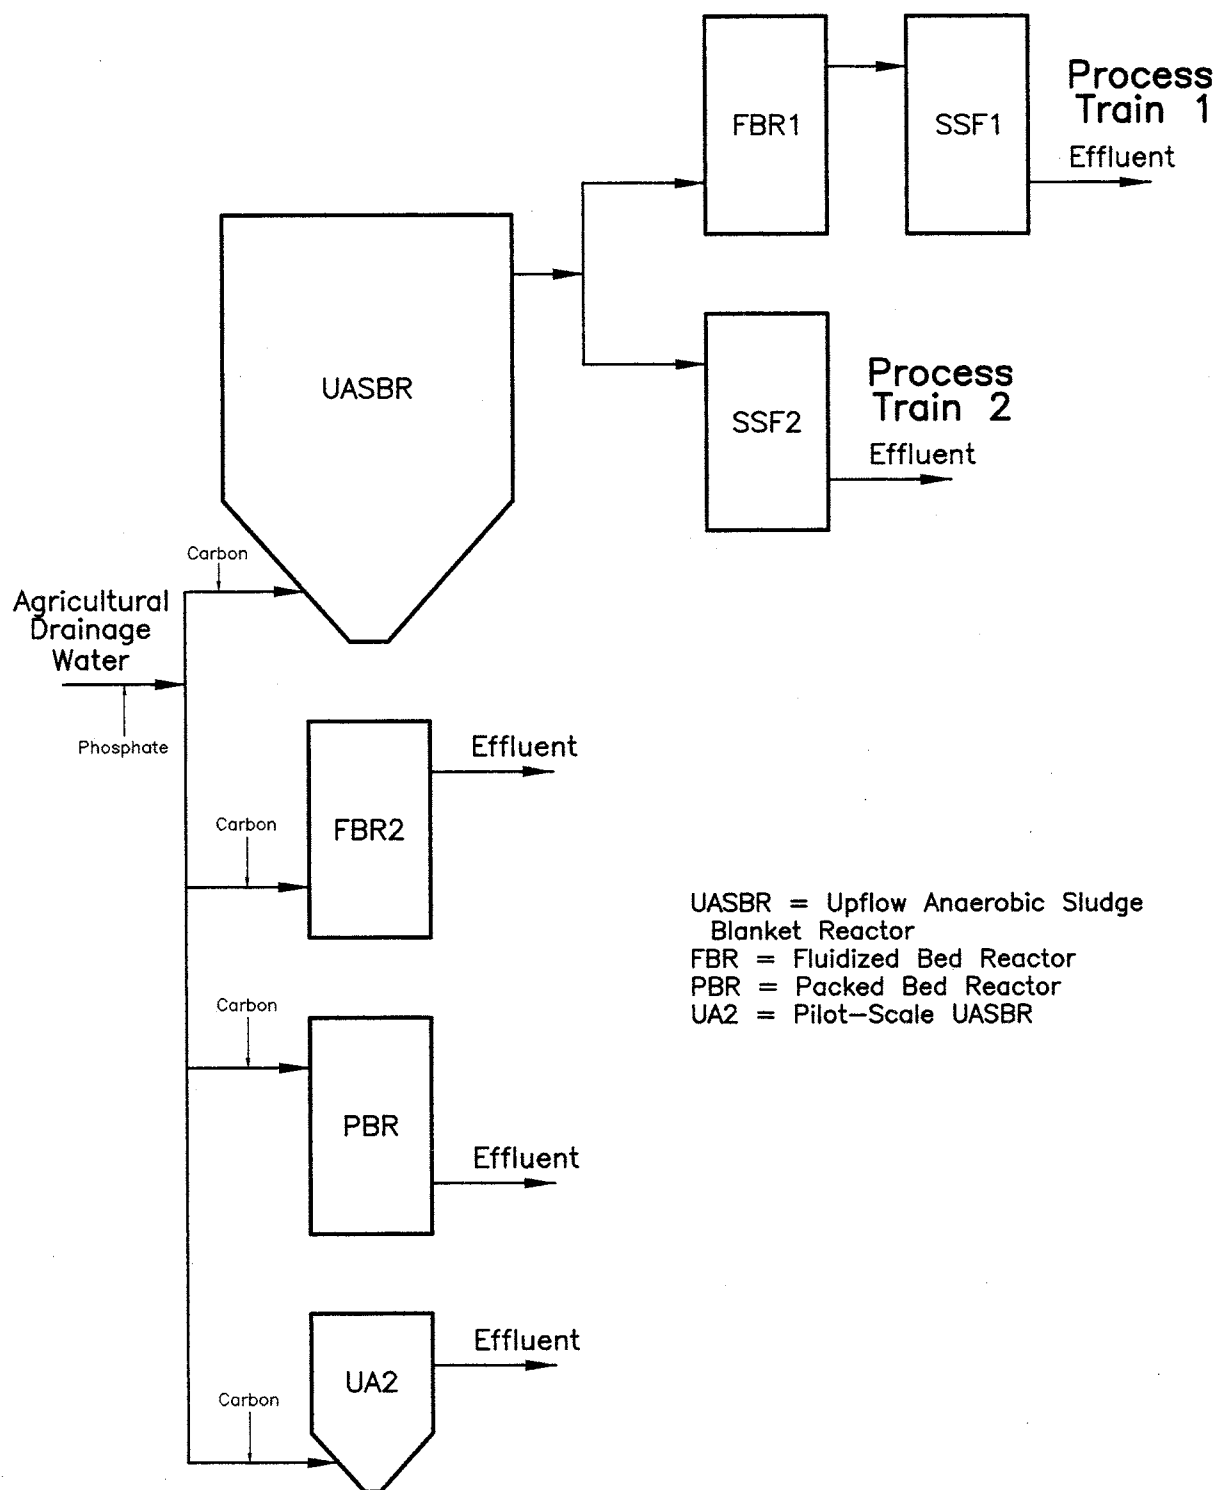 FBR1
SSF1
Process
Train 1
Effluent
UASBR
SSF2
Process
Train 2
Effluent
Carbon
Agricultural
Drainage
Water
Phosphate
FBR2
Effluent
Carbon
UASBR = Upflow Anaerobic Sludge
Blanket Reactor
FBR = Fluidized Bed Reactor
PBR = Packed Bed Reactor
UA2 = Pilot-Scale UASBR
Carbon
PBR
Effluent
UA2
Effluent
Carbon